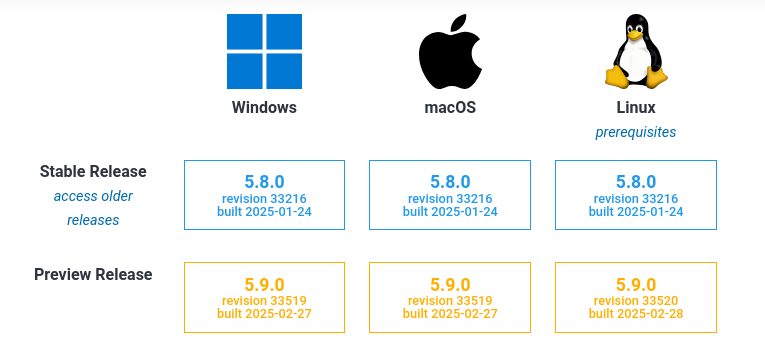 Windows
macOS
Linux
prerequisites
Stable Release
access older
releases
5.8.0
revision 33216
built 2025-01-24
5.8.0
revision 33216
built 2025-01-24
5.8.0
revision 33216
built 2025-01-24
Preview Release
5.9.0
revision 33519
built 2025-02-27
5.9.0
revision 33519
built 2025-02-27
5.9.0
revision 33520
built 2025-02-28